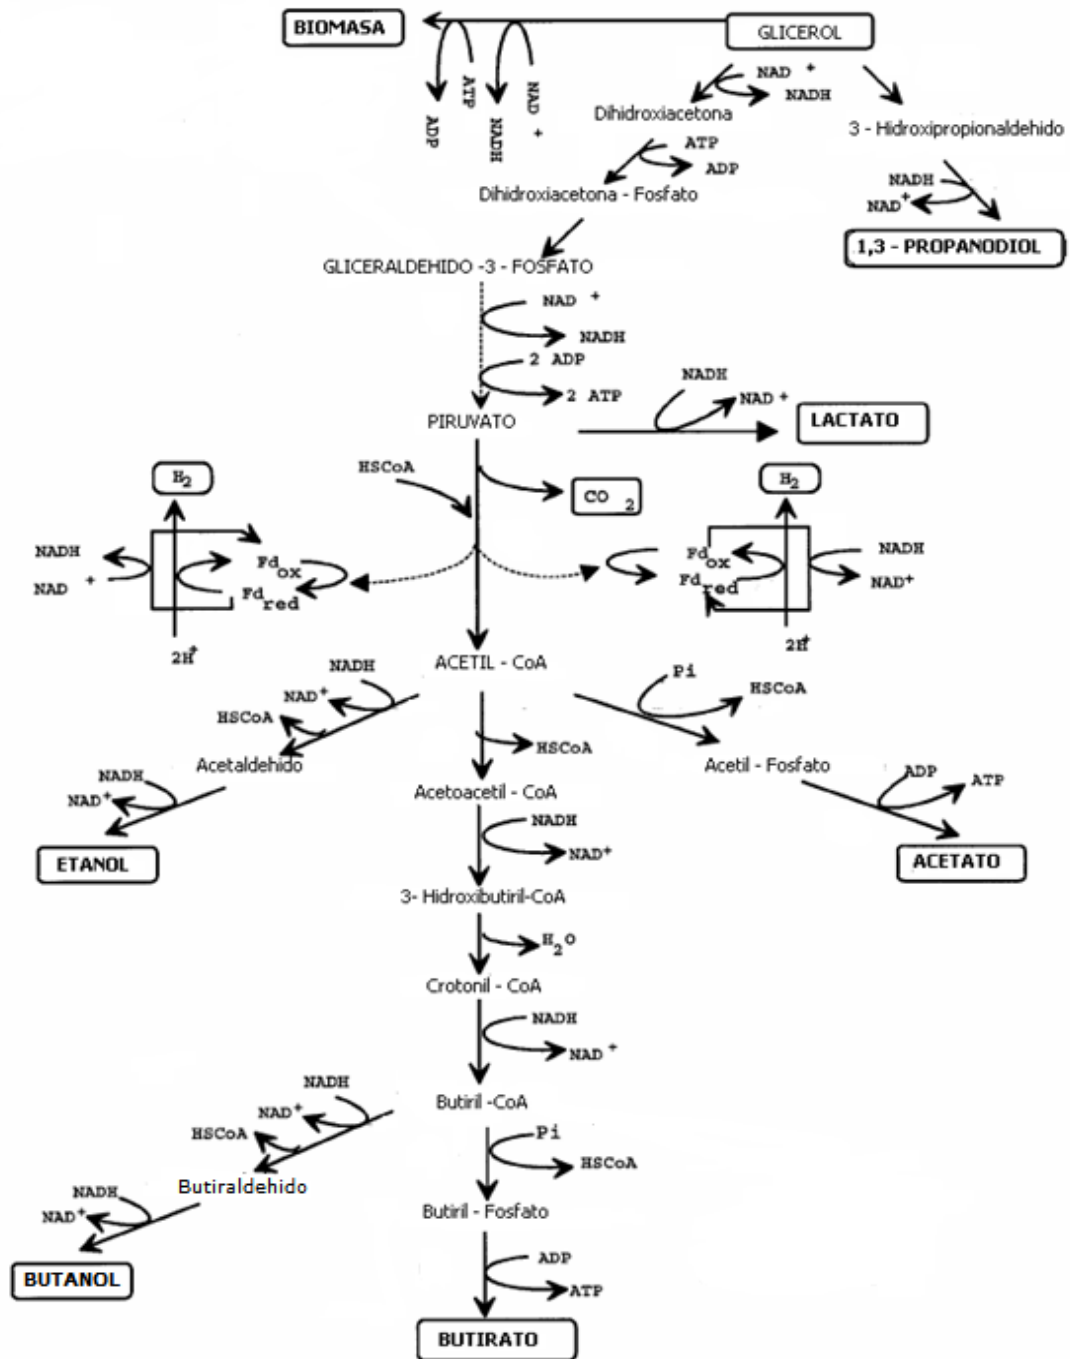 BIOMASA
GLICEROL
NAD +
NADH
ATP
ADP
NADH
NAD +
Dihidroxiacetona
3 - Hidroxipropionaldehido
ATP
ADP
NADH
NAD+
Dihidroxiacetona - Fosfato
1,3 - PROPANODIOL
GLICERALDEHIDO -3 - FOSFATO
NAD +
NADH
2 ADP
2 ATP
NADH
NAD+
PIRUVATO
LACTATO
HSCoA
CO2
H2
H2
NADH
NAD +
Fdox
Fdred
2H+
Fdox
Fdred
NADH
NAD+
2H+
ACETIL - CoA
NADH
NAD+
HSCoA
Pi
HSCoA
HSCoA
Acetaldehido
Acetil - Fosfato
NADH
NAD+
Acetoacetil - CoA
ADP
ATP
NADH
NAD+
ETANOL
ACETATO
3- Hidroxibutiril-CoA
H2O
Crotonil - CoA
NADH
NAD +
Butiril -CoA
NADH
NAD+
HSCoA
Pi
HSCoA
Butiraldehido
NADH
NAD+
Butiril - Fosfato
ADP
ATP
BUTANOL
BUTIRATO